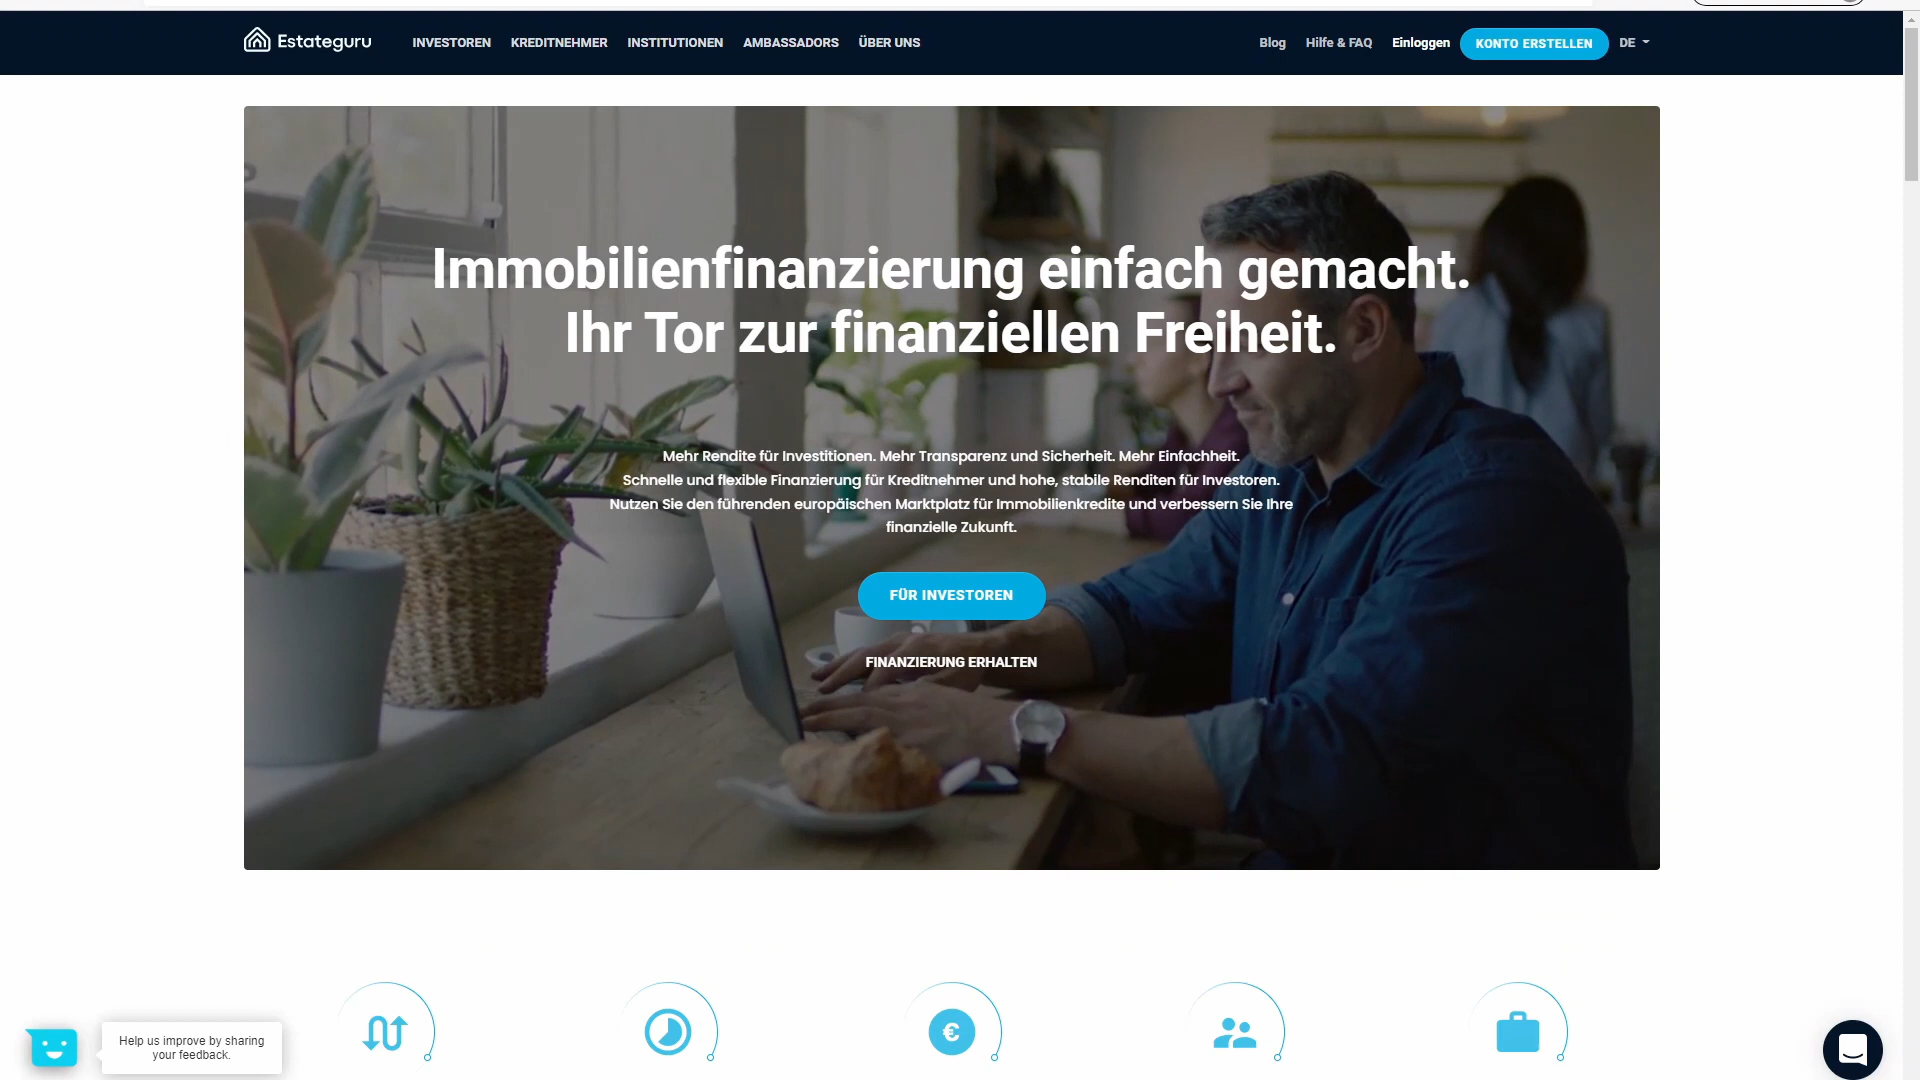 Estateguru
INVESTOREN
KREDITNEHMER
INSTITUTIONEN
AMBASSADORS
ÜBER UNS
Blog
Hilfe & FAQ
Einloggen
KONTO ERSTELLEN
DE
Immobilienfinanzierung einfach gemacht.
Ihr Tor zur finanziellen Freiheit.
Mehr Rendite für Investitionen. Mehr Transparenz und Sicherheit. Mehr Einfachheit.
Schnelle und flexible Finanzierung für Kreditnehmer und hohe, stabile Renditen für Investoren.
Nutzen Sie den führenden europäischen Marktplatz für Immobilienkredite und verbessern Sie Ihre
finanzielle Zukunft.
FÜR INVESTOREN
FINANZIERUNG ERHALTEN
€
Help us improve by sharing
your feedback.